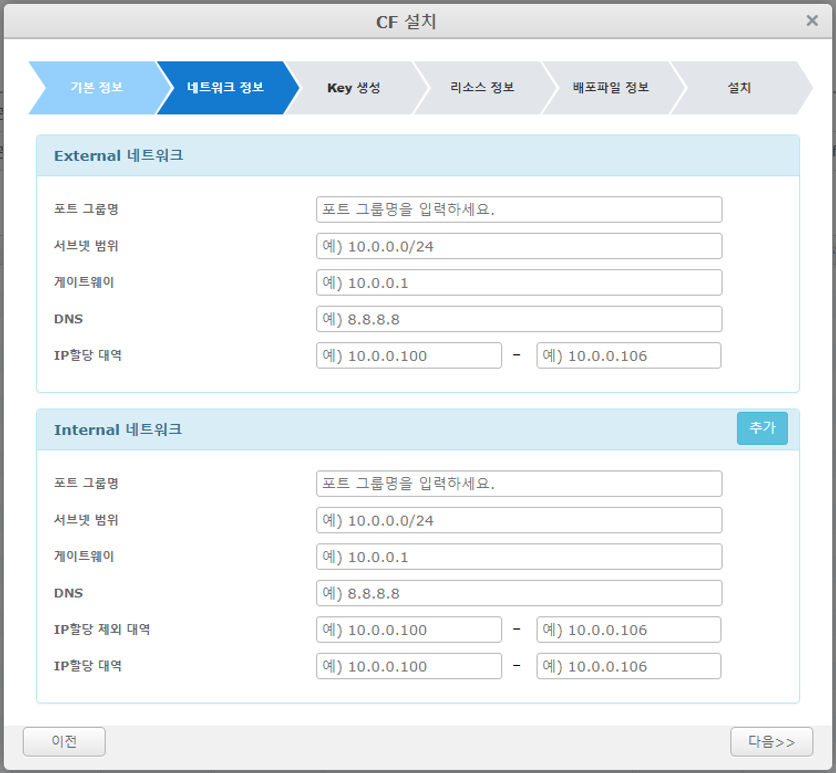 CF 설치
×
기본 정보
네트워크 정보
Key 생성
리소스 정보
배포파일 정보
설치
External 네트워크
포트 그룹명 포트 그룹명을 입력하세요.
서브넷 범위 예) 10.0.0.0/24
게이트웨이 예) 10.0.0.1
DNS 예) 8.8.8.8
IP할당 대역 예) 10.0.0.100 – 예) 10.0.0.106
Internal 네트워크 추가
포트 그룹명 포트 그룹명을 입력하세요.
서브넷 범위 예) 10.0.0.0/24
게이트웨이 예) 10.0.0.1
DNS 예) 8.8.8.8
IP할당 제외 대역 예) 10.0.0.100 – 예) 10.0.0.106
IP할당 대역 예) 10.0.0.100 – 예) 10.0.0.106
이전 다음>>